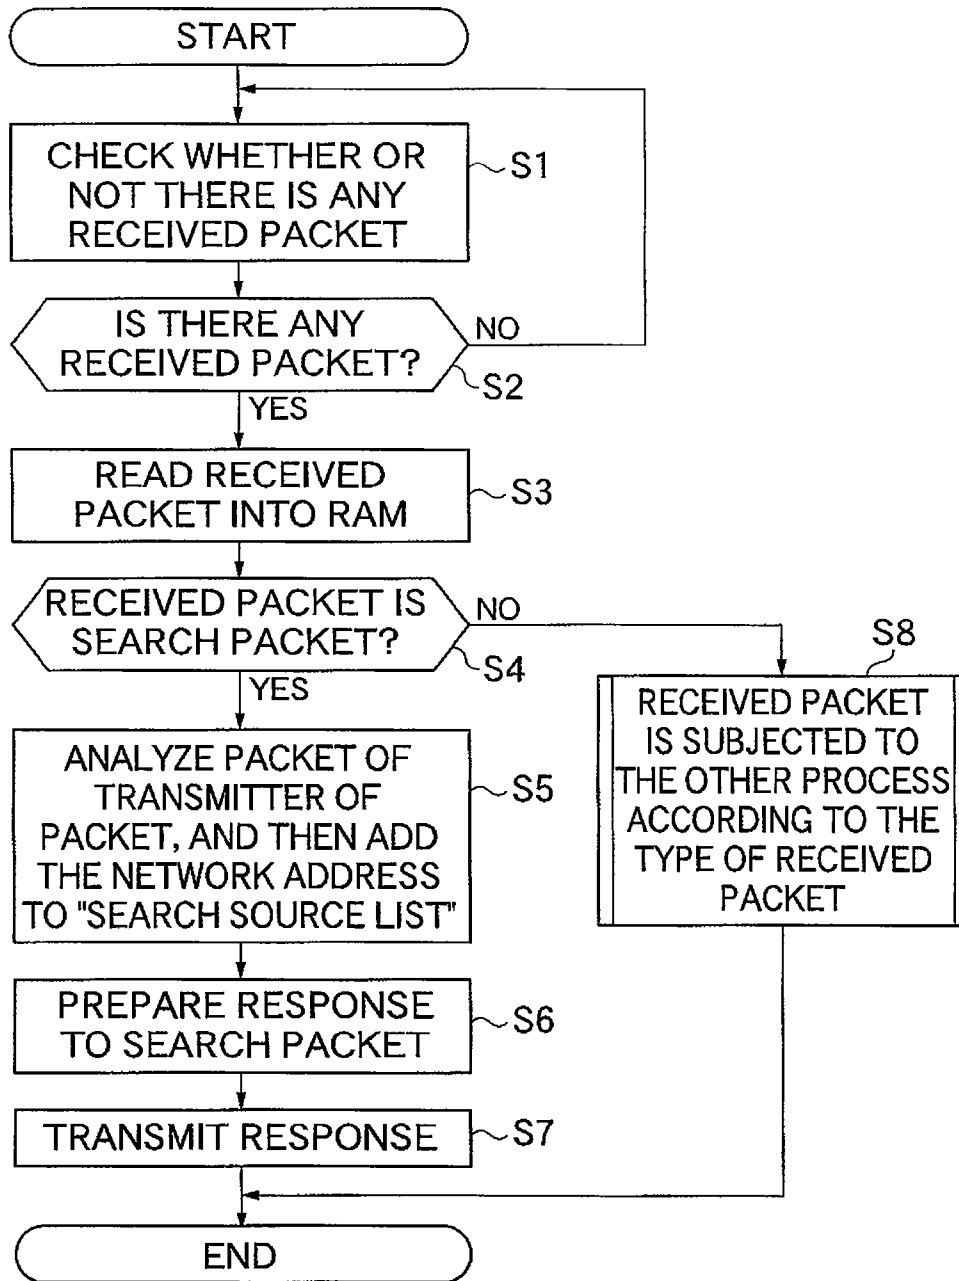 START
CHECK WHETHER OR
NOT THERE IS ANY
RECEIVED PACKET
S1
IS THERE ANY
RECEIVED PACKET?
NO
S2
YES
READ RECEIVED
PACKET INTO RAM
S3
RECEIVED PACKET IS
SEARCH PACKET?
NO
S4
YES
S8
RECEIVED PACKET
IS SUBJECTED TO
THE OTHER PROCESS
ACCORDING TO THE
TYPE OF RECEIVED
PACKET
ANALYZE PACKET OF
TRANSMITTER OF
PACKET, AND THEN ADD
THE NETWORK ADDRESS
TO "SEARCH SOURCE LIST"
S5
PREPARE RESPONSE
TO SEARCH PACKET
S6
TRANSMIT RESPONSE
S7
END